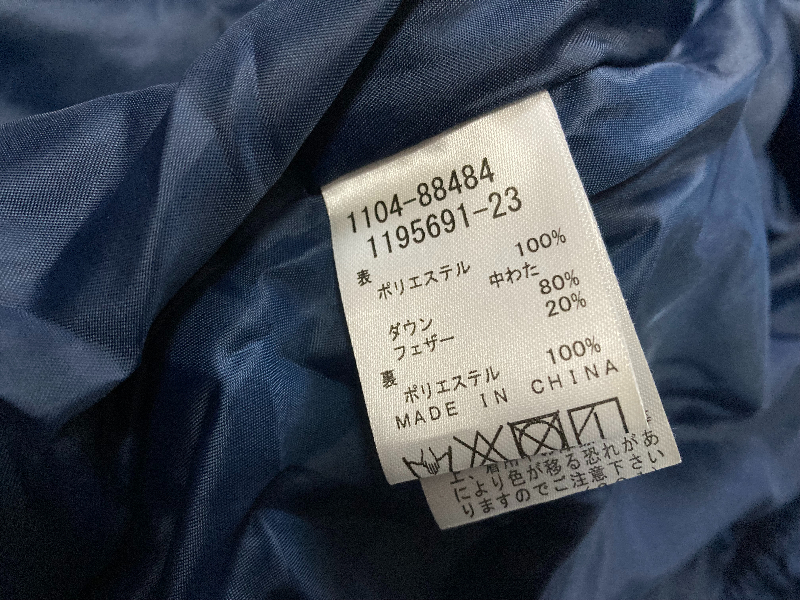 1104-88484
1195691-23
表
ポリエステル 100%
中わた
ダウン 80%
フェザー 20%
裏
ポリエステル 100%
MADE IN CHINA
により色が移る恐れがあ
りますのでご注意下さい